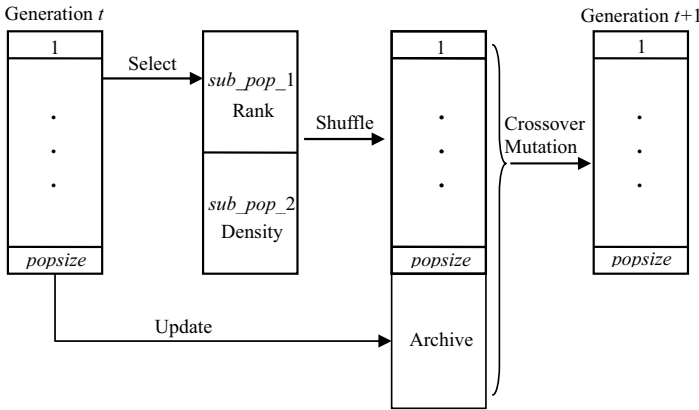 Generation t
1
.
.
.
popsize
Select
sub_pop_1
Rank
sub_pop_2
Density
Shuffle
1
.
.
.
popsize
Archive
Update
Crossover
Mutation
Generation t+1
1
.
.
.
popsize